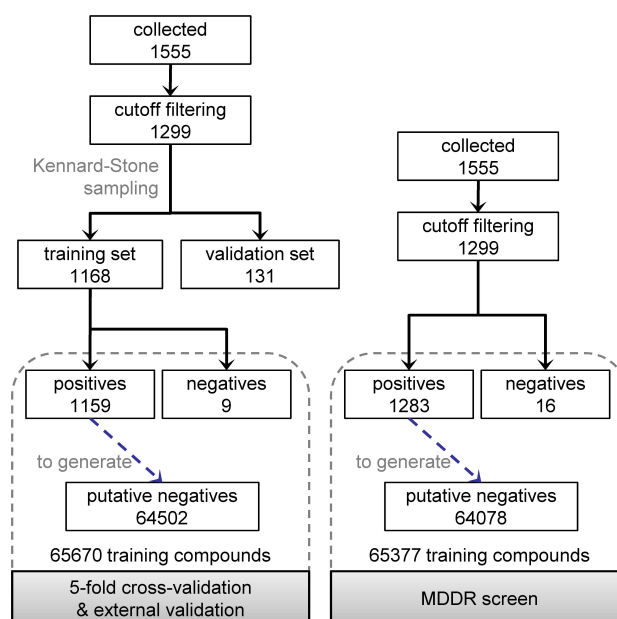 collected
1555
cutoff filtering
1299
Kennard-Stone
sampling
training set
1168
validation set
131
positives
1159
negatives
9
to generate
putative negatives
64502
65670 training compounds
5-fold cross-validation
& external validation
collected
1555
cutoff filtering
1299
positives
1283
negatives
16
to generate
putative negatives
64078
65377 training compounds
MDDR screen